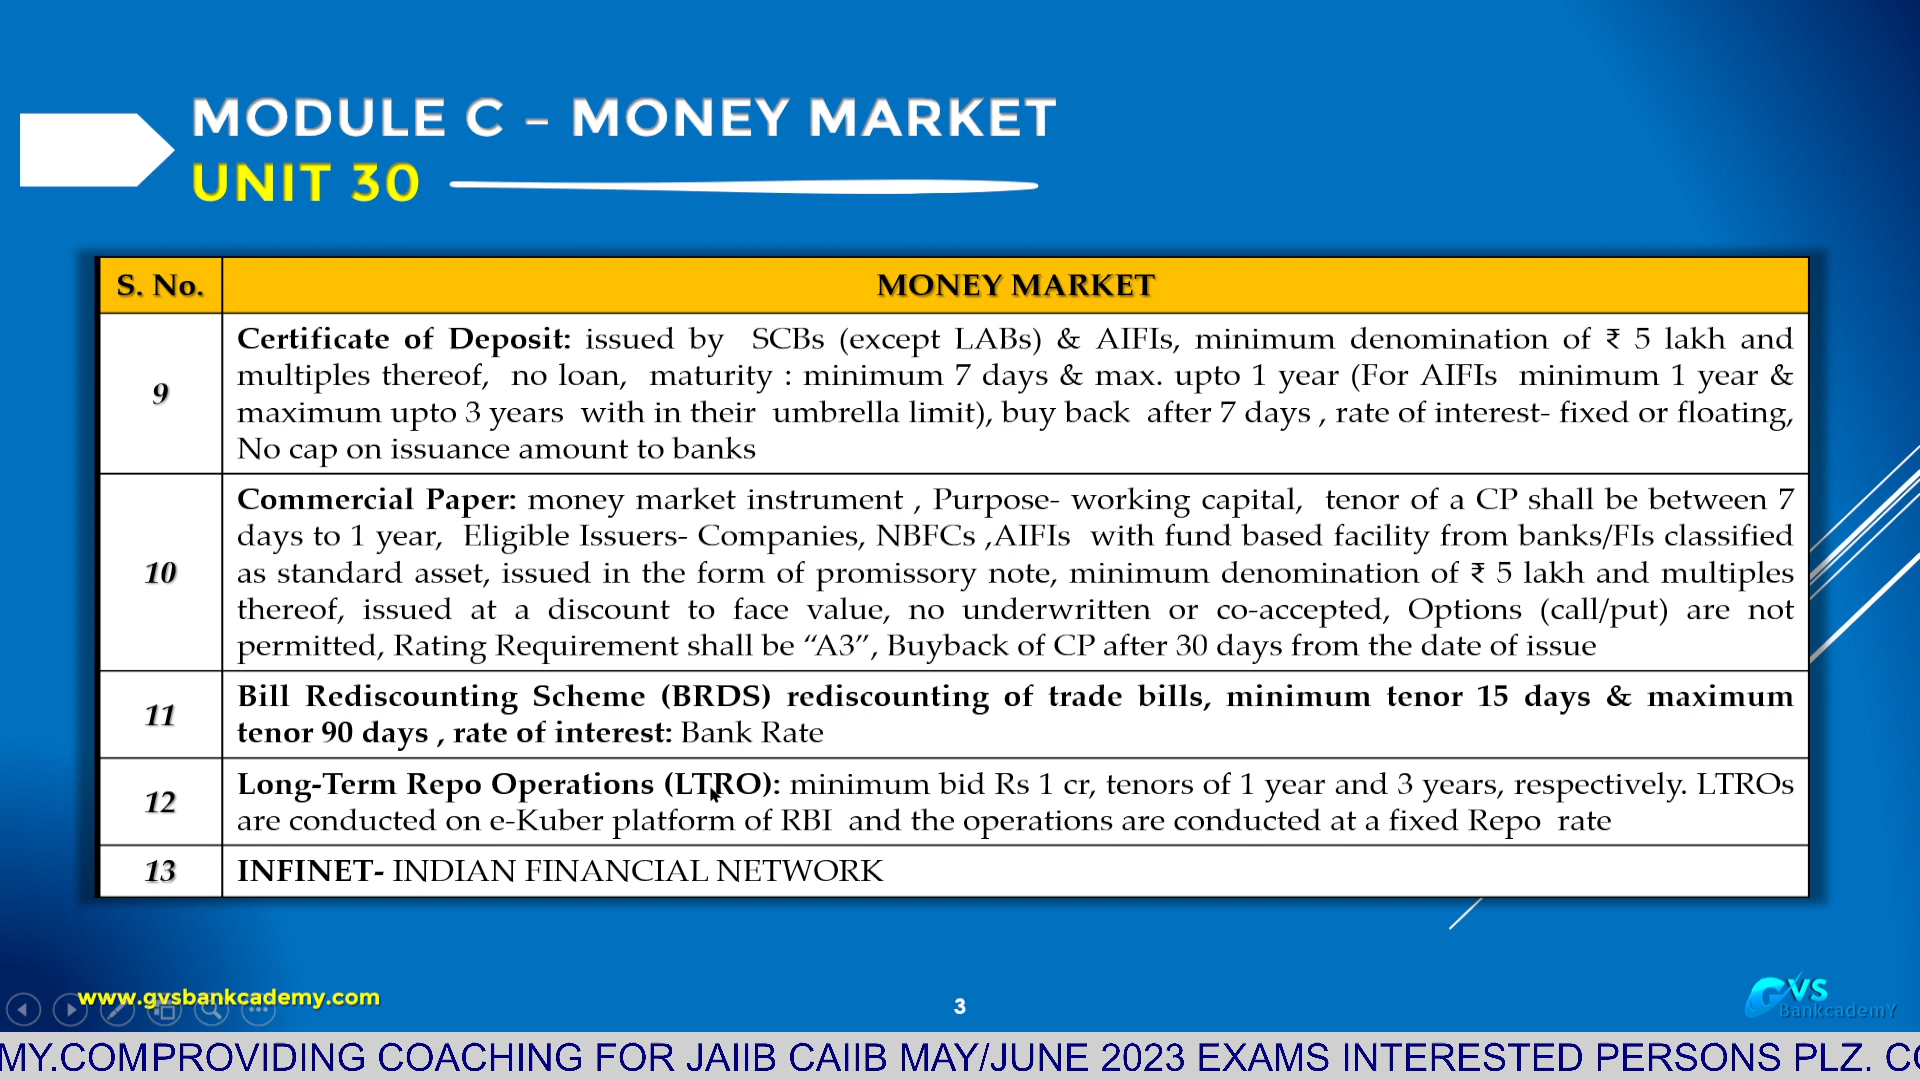 MODULE C – MONEY MARKET
UNIT 30
S. No.
MONEY MARKET
9
Certificate of Deposit: issued by SCBs (except LABs) & AIFIs, minimum denomination of ₹ 5 lakh and
multiples thereof, no loan, maturity : minimum 7 days & max. upto 1 year (For AIFIs minimum 1 year &
maximum upto 3 years with in their umbrella limit), buy back after 7 days , rate of interest- fixed or floating,
No cap on issuance amount to banks
10
Commercial Paper: money market instrument , Purpose- working capital, tenor of a CP shall be between 7
days to 1 year, Eligible Issuers- Companies, NBFCs ,AIFIs with fund based facility from banks/FIs classified
as standard asset, issued in the form of promissory note, minimum denomination of ₹ 5 lakh and multiples
thereof, issued at a discount to face value, no underwritten or co-accepted, Options (call/put) are not
permitted, Rating Requirement shall be “A3”, Buyback of CP after 30 days from the date of issue
11
Bill Rediscounting Scheme (BRDS) rediscounting of trade bills, minimum tenor 15 days & maximum
tenor 90 days , rate of interest: Bank Rate
12
Long-Term Repo Operations (LTRO): minimum bid Rs 1 cr, tenors of 1 year and 3 years, respectively. LTROs
are conducted on e-Kuber platform of RBI and the operations are conducted at a fixed Repo rate
13
INFINET- INDIAN FINANCIAL NETWORK
www.gvsbankcademy.com
3
GVS
BankcademY
MY.COMPROVIDING COACHING FOR JAIIB CAIIB MAY/JUNE 2023 EXAMS INTERESTED PERSONS PLZ. CO